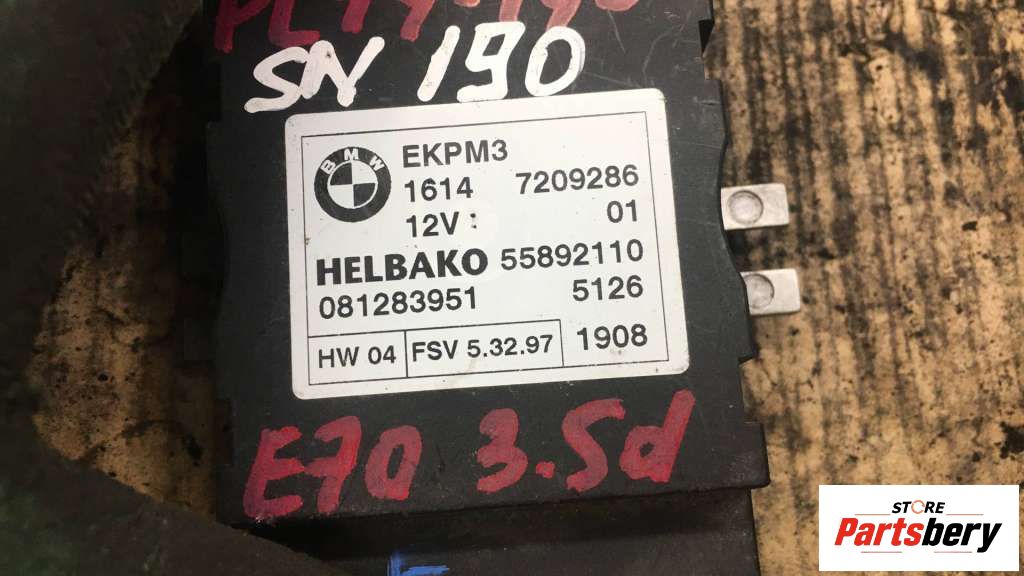 SN 190
BMW
EKPM3
1614 7209286
12V : 01
HELBAKO 55892110
081283951 5126
HW 04 FSV 5.32.97 1908
E70 3.5d
STORE
Partsbery